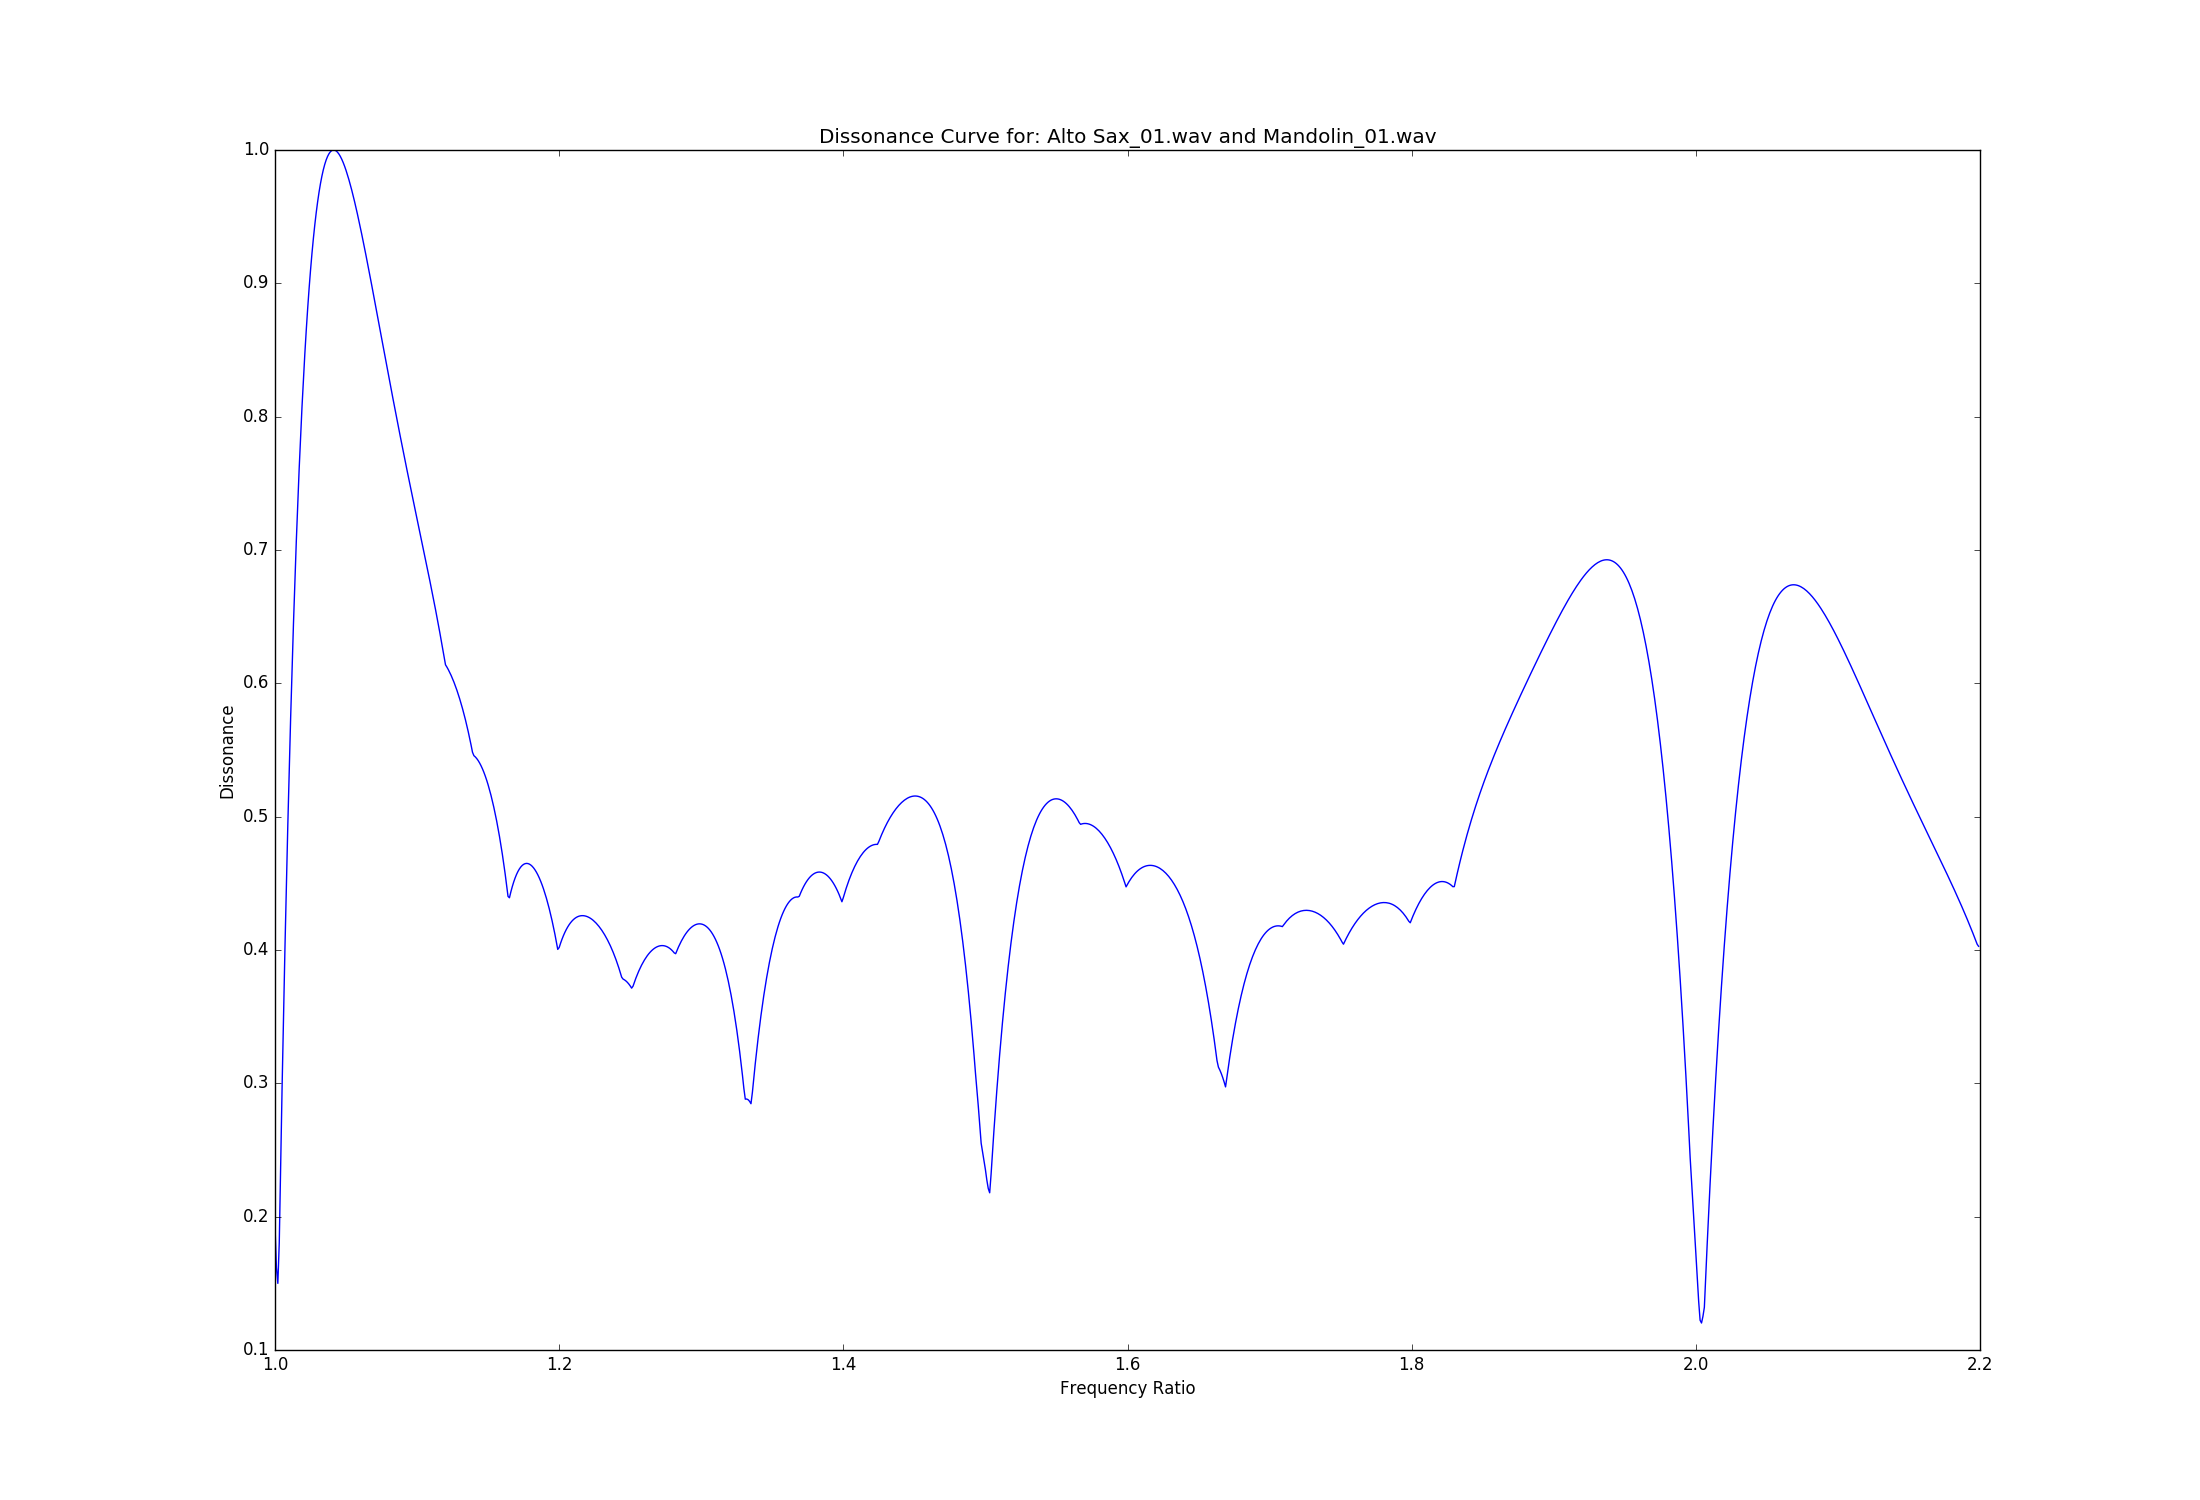 Dissonance Curve for: Alto Sax_01.wav and Mandolin_01.wav
1.0
0.9
0.8
0.7
0.6
0.5
0.4
0.3
0.2
0.1
Dissonance
1.0 1.2 1.4 1.6 1.8 2.0 2.2
Frequency Ratio